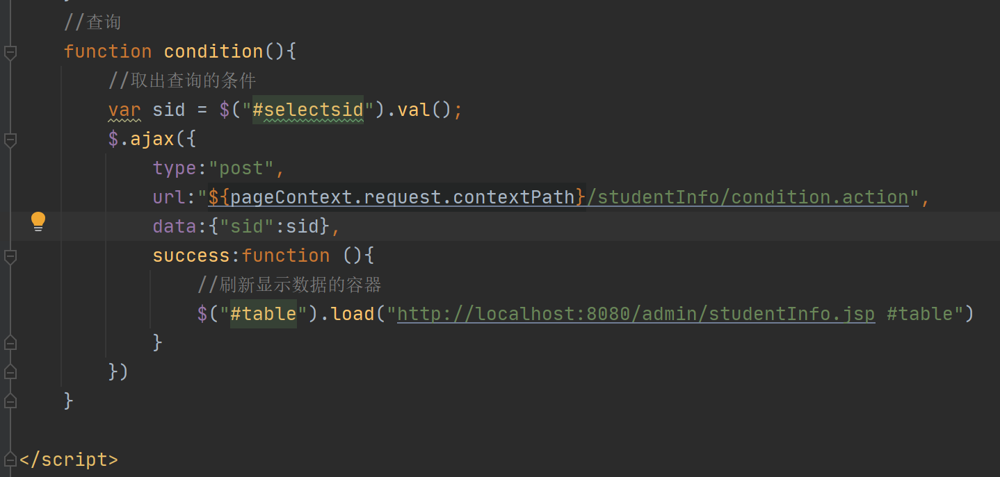 //查询
function condition(){
//取出查询的条件
var sid = $("#selectsid").val();
$.ajax({
type:"post",
url:"${pageContext.request.contextPath}/studentInfo/condition.action",
data:{"sid":sid},
success:function (){
//刷新显示数据的容器
$("#table").load("http://localhost:8080/admin/studentInfo.jsp #table")
}
})
}
</script>